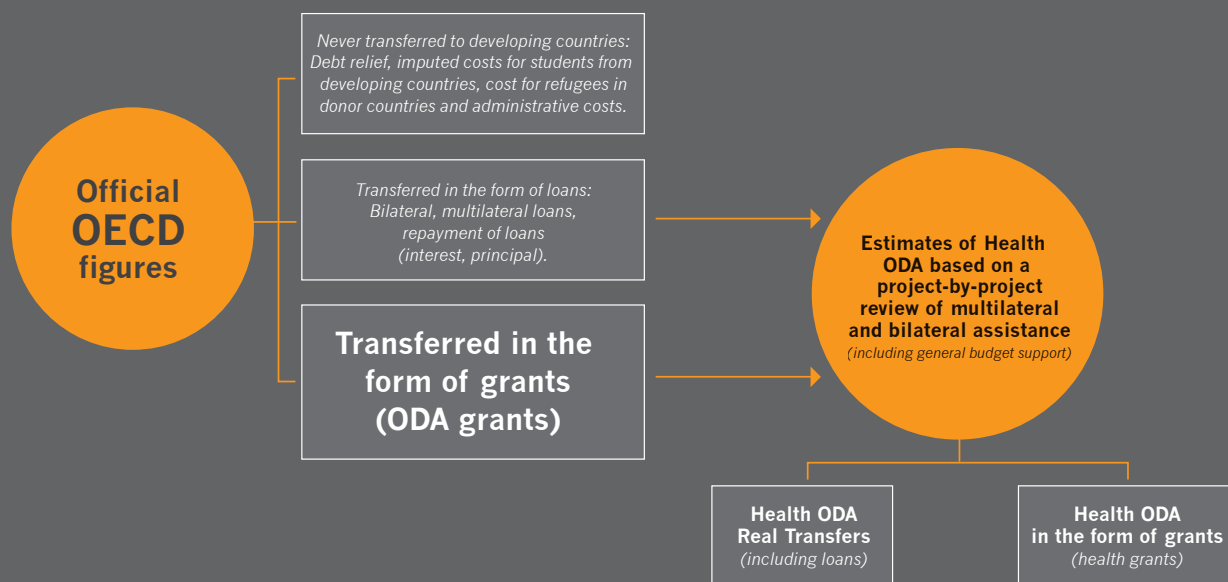 Official
OECD
figures
Never transferred to developing countries:
Debt relief, imputed costs for students from
developing countries, cost for refugees in
donor countries and administrative costs.
Transferred in the form of loans:
Bilateral, multilateral loans,
repayment of loans
(interest, principal).
Transferred in the
form of grants
(ODA grants)
Estimates of Health
ODA based on a
project-by-project
review of multilateral
and bilateral assistance
(including general budget support)
Health ODA
Real Transfers
(including loans)
Health ODA
in the form of grants
(health grants)